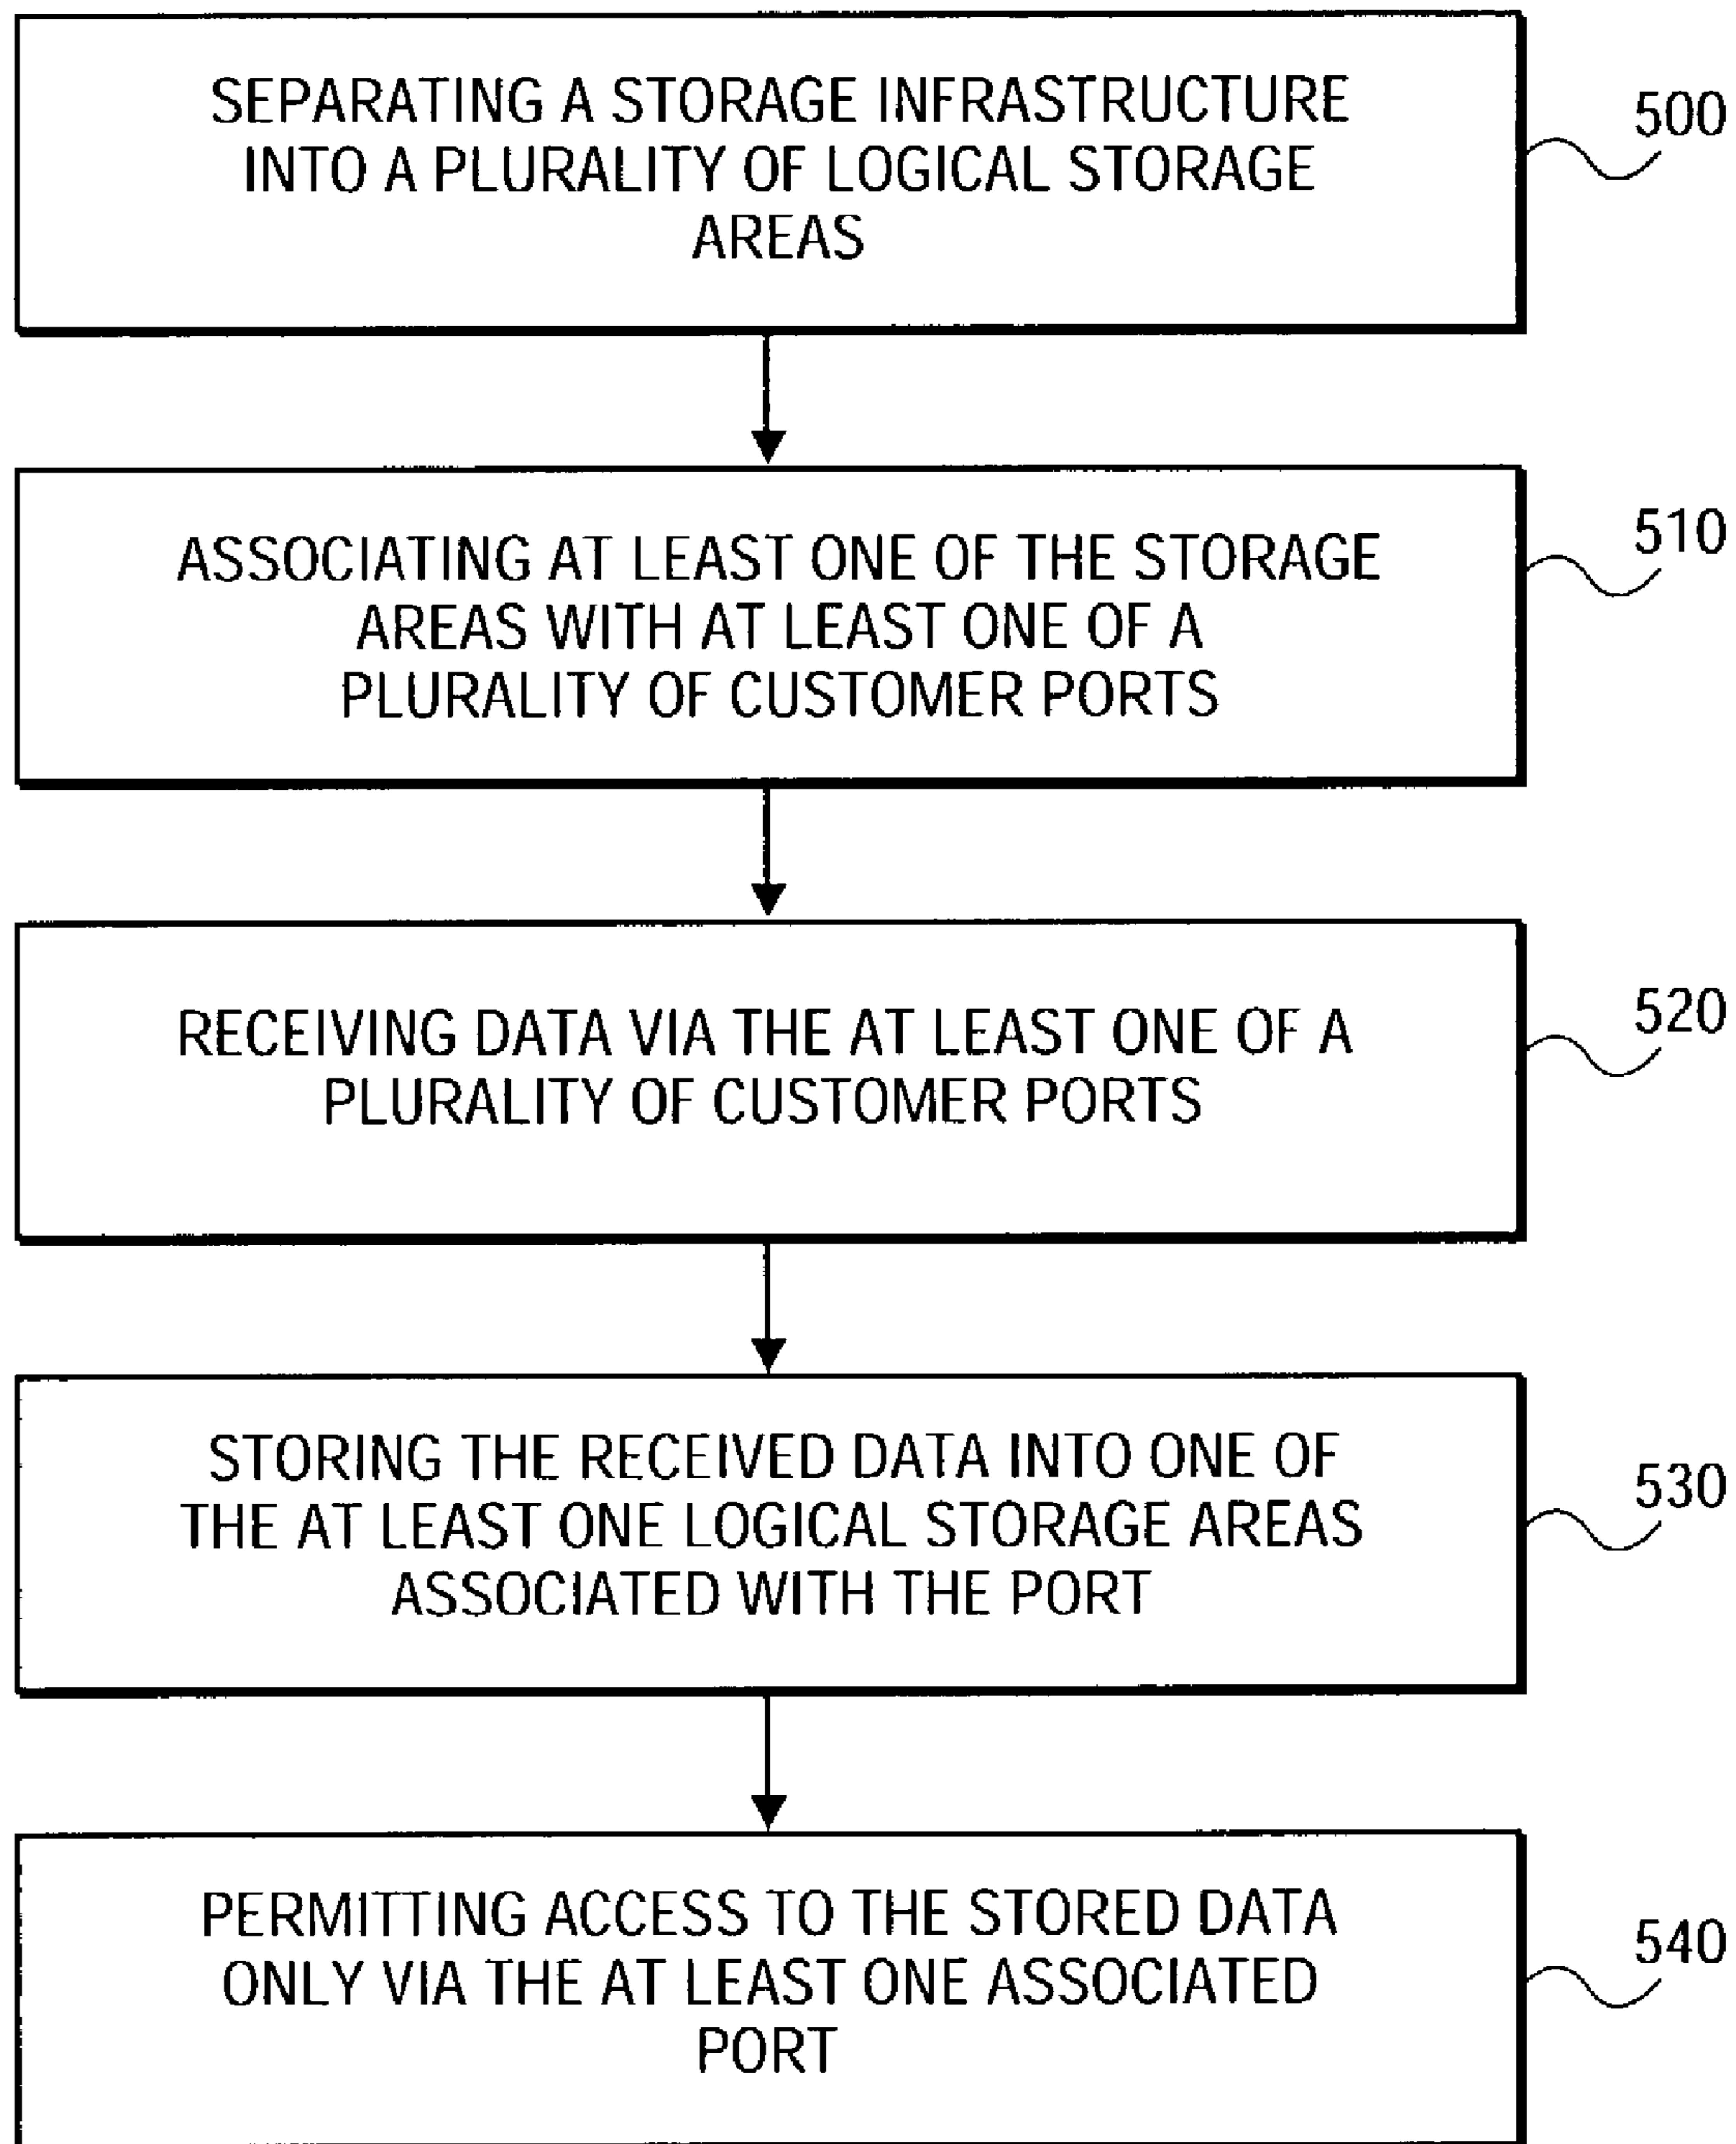 SEPARATING A STORAGE INFRASTRUCTURE
INTO A PLURALITY OF LOGICAL STORAGE
AREAS
500
ASSOCIATING AT LEAST ONE OF THE STORAGE
AREAS WITH AT LEAST ONE OF A
PLURALITY OF CUSTOMER PORTS
510
RECEIVING DATA VIA THE AT LEAST ONE OF A
PLURALITY OF CUSTOMER PORTS
520
STORING THE RECEIVED DATA INTO ONE OF
THE AT LEAST ONE LOGICAL STORAGE AREAS
ASSOCIATED WITH THE PORT
530
PERMITTING ACCESS TO THE STORED DATA
ONLY VIA THE AT LEAST ONE ASSOCIATED
PORT
540